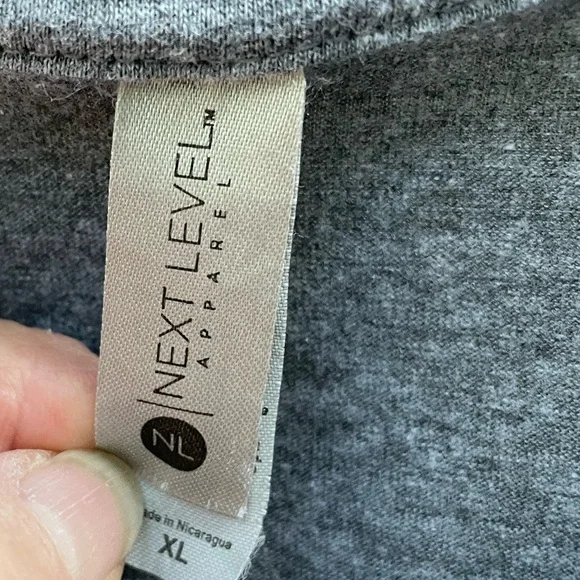 NL | NEXT LEVEL™
APPAREL
Made in Nicaragua
XL